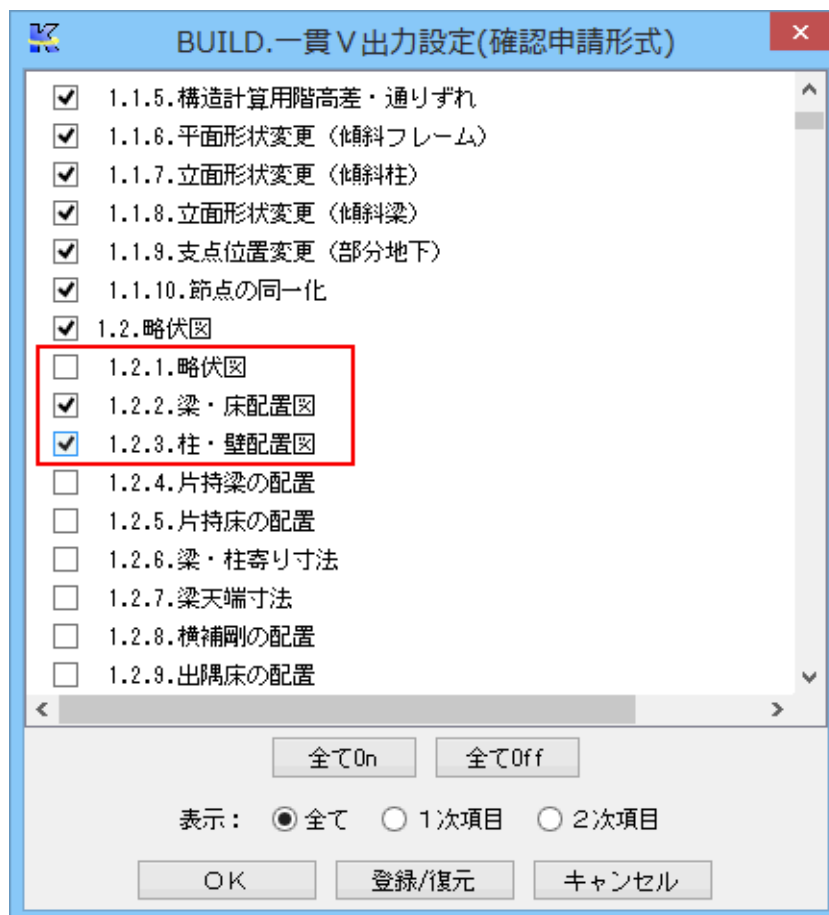 BUILD.一貫Ⅴ出力設定(確認申請形式)
1.1.5.構造計算用階高差・通りずれ
1.1.6.平面形状変更（傾斜フレーム）
1.1.7.立面形状変更（傾斜柱）
1.1.8.立面形状変更（傾斜梁）
1.1.9.支点位置変更（部分地下）
1.1.10.節点の同一化
1.2.略伏図
1.2.1.略伏図
1.2.2.梁・床配置図
1.2.3.柱・壁配置図
1.2.4.片持梁の配置
1.2.5.片持床の配置
1.2.6.梁・柱寄り寸法
1.2.7.梁天端寸法
1.2.8.横補剛の配置
1.2.9.出隅床の配置
全てOn 全てOff
表示： 全て １次項目 ２次項目
ＯＫ 登録/復元 キャンセル